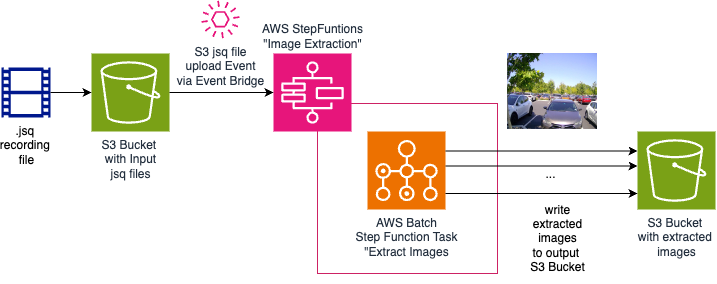 AWS StepFuntions
"Image Extraction"
S3 jsq file
upload Event
via Event Bridge
.jsq
recording
file
S3 Bucket
with Input
jsq files
AWS Batch
Step Function Task
"Extract Images
...
write
extracted
images
to output
S3 Bucket
S3 Bucket
with extracted
images